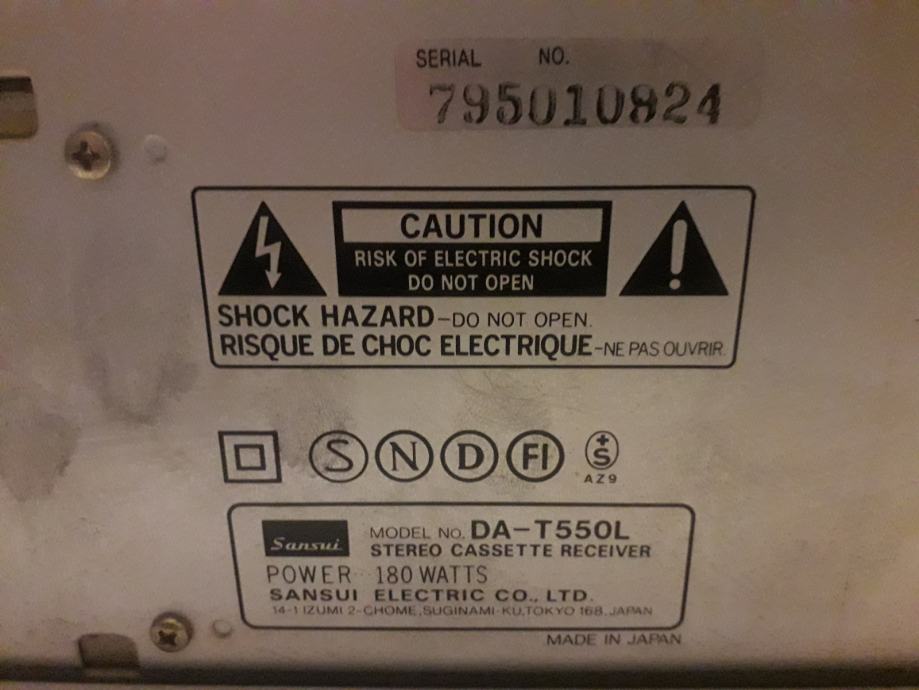 SERIAL NO.
795010824
CAUTION
RISK OF ELECTRIC SHOCK
DO NOT OPEN
SHOCK HAZARD-DO NOT OPEN.
RISQUE DE CHOC ELECTRIQUE-NE PAS OUVRIR.
S N D FI +S
AZ9
Sansui
MODEL No. DA-T550L
STEREO CASSETTE RECEIVER
POWER 180 WATTS
SANSUI ELECTRIC CO., LTD.
14-1 IZUMI 2-CHOME, SUGINAMI-KU, TOKYO 168, JAPAN
MADE IN JAPAN